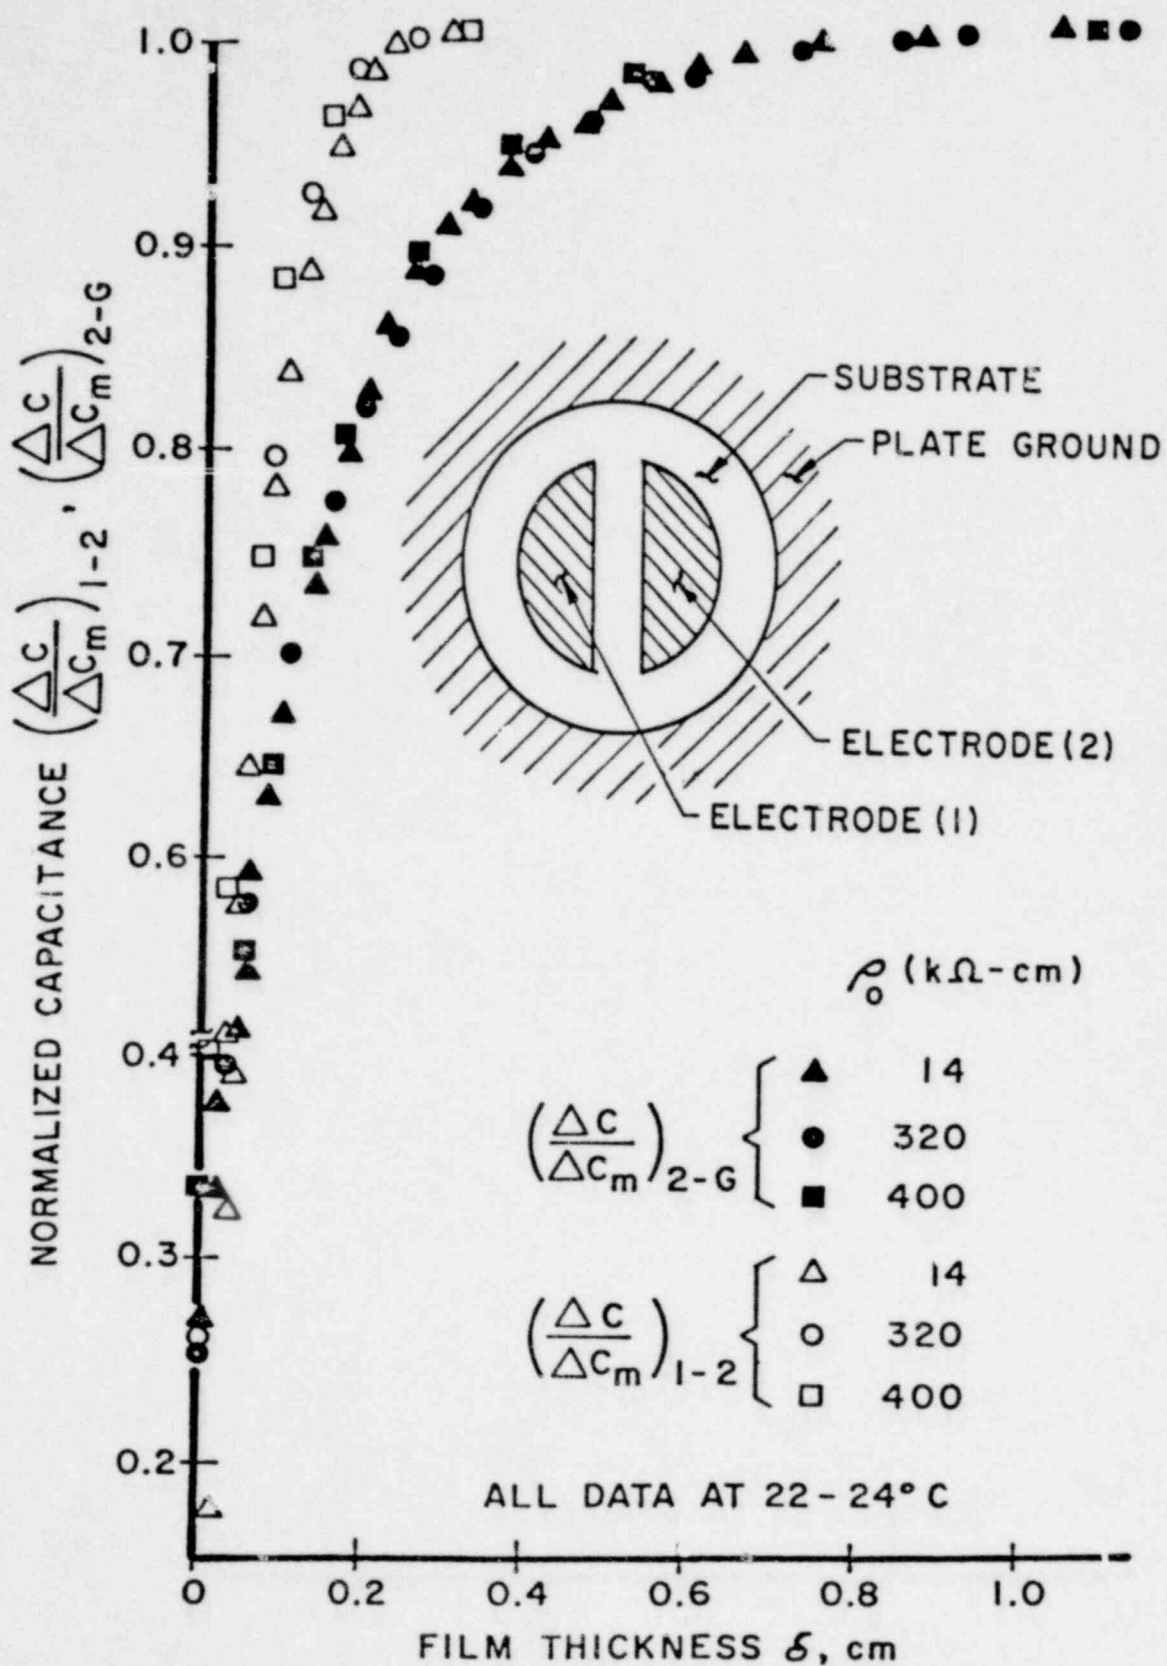 NORMALIZED CAPACITANCE (ΔC/ΔCm)1-2, (ΔC/ΔCm)2-G
1.0
0.9
0.8
0.7
0.6
0.4
0.3
0.2
SUBSTRATE
PLATE GROUND
ELECTRODE (2)
ELECTRODE (1)
ρ0 (kΩ-cm)
(ΔC/ΔCm)2-G { ▲ 14
● 320
■ 400
(ΔC/ΔCm)1-2 { △ 14
○ 320
□ 400
ALL DATA AT 22-24°C
0 0.2 0.4 0.6 0.8 1.0
FILM THICKNESS δ, cm